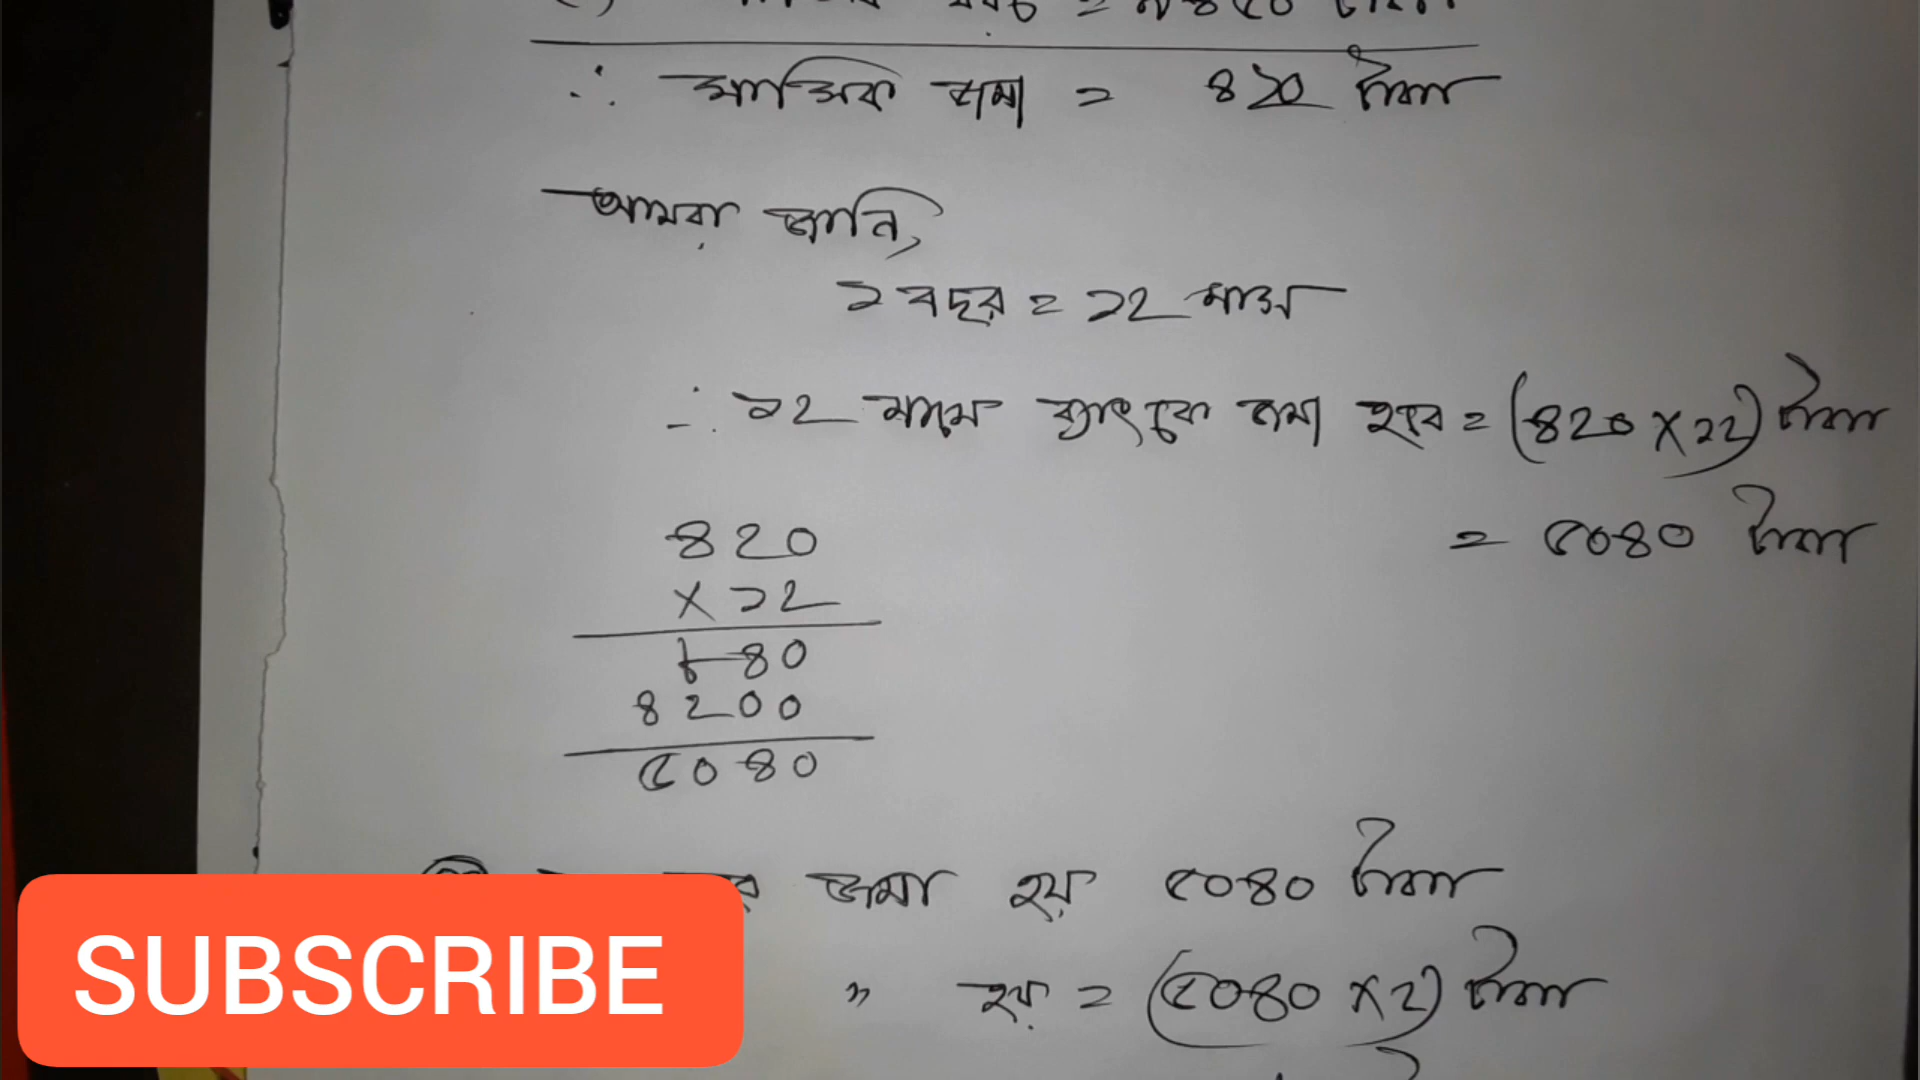 ∴ মাসিক জমা = ৪২০ টাকা
আমরা জানি,
১ বছর = ১২ মাস
∴ ১২ মাসে ব্যাংকে জমা হবে = (৪২০ × ১২) টাকা
= ৫০৪০ টাকা
৪২০
× ১২
৮৪০
৪২০০
৫০৪০
জমা হয় ৫০৪০ টাকা
" হয় = (৫০৪০ × ২) টাকা
SUBSCRIBE